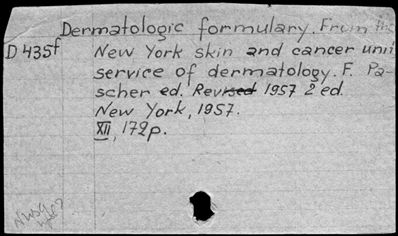 Dermatologic formulary. From the
D 435f New York skin and cancer unit
service of dermatology. F. Pa-
scher ed. Revised 1957 2 ed.
New York, 1957.
XII, 172p.